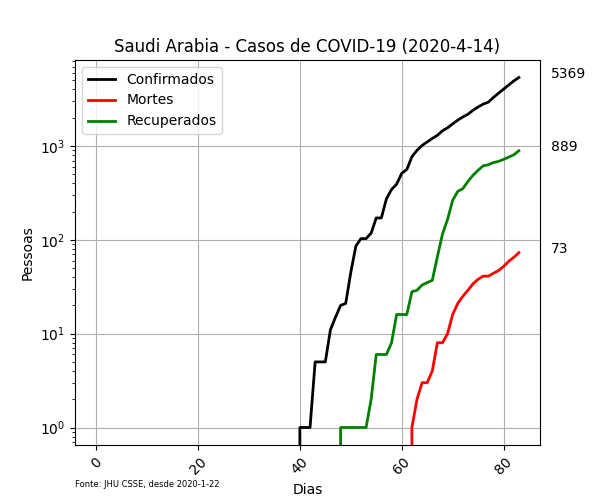 Saudi Arabia - Casos de COVID-19 (2020-4-14)
Confirmados
Mortes
Recuperados
5369
889
73
10³
10²
10¹
10⁰
Pessoas
0
20
40
60
80
Dias
Fonte: JHU CSSE, desde 2020-1-22